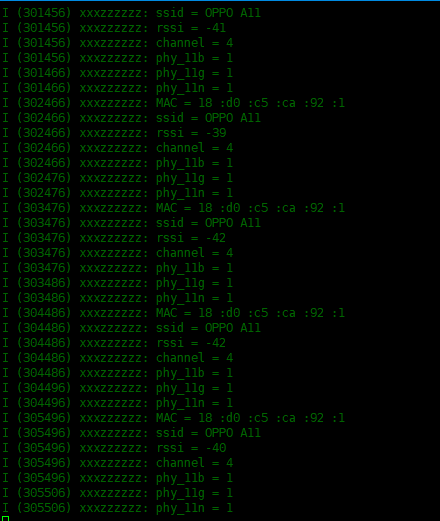 I (301456) xxxzzzzzz: ssid = OPPO A11
I (301456) xxxzzzzzz: rssi = -41
I (301456) xxxzzzzzz: channel = 4
I (301456) xxxzzzzzz: phy_11b = 1
I (301466) xxxzzzzzz: phy_11g = 1
I (301466) xxxzzzzzz: phy_11n = 1
I (302466) xxxzzzzzz: MAC = 18 :d0 :c5 :ca :92 :1
I (302466) xxxzzzzzz: ssid = OPPO A11
I (302466) xxxzzzzzz: rssi = -39
I (302466) xxxzzzzzz: channel = 4
I (302466) xxxzzzzzz: phy_11b = 1
I (302476) xxxzzzzzz: phy_11g = 1
I (302476) xxxzzzzzz: phy_11n = 1
I (303476) xxxzzzzzz: MAC = 18 :d0 :c5 :ca :92 :1
I (303476) xxxzzzzzz: ssid = OPPO A11
I (303476) xxxzzzzzz: rssi = -42
I (303476) xxxzzzzzz: channel = 4
I (303476) xxxzzzzzz: phy_11b = 1
I (303486) xxxzzzzzz: phy_11g = 1
I (303486) xxxzzzzzz: phy_11n = 1
I (304486) xxxzzzzzz: MAC = 18 :d0 :c5 :ca :92 :1
I (304486) xxxzzzzzz: ssid = OPPO A11
I (304486) xxxzzzzzz: rssi = -42
I (304486) xxxzzzzzz: channel = 4
I (304496) xxxzzzzzz: phy_11b = 1
I (304496) xxxzzzzzz: phy_11g = 1
I (304496) xxxzzzzzz: phy_11n = 1
I (305496) xxxzzzzzz: MAC = 18 :d0 :c5 :ca :92 :1
I (305496) xxxzzzzzz: ssid = OPPO A11
I (305496) xxxzzzzzz: rssi = -40
I (305496) xxxzzzzzz: channel = 4
I (305496) xxxzzzzzz: phy_11b = 1
I (305506) xxxzzzzzz: phy_11g = 1
I (305506) xxxzzzzzz: phy_11n = 1